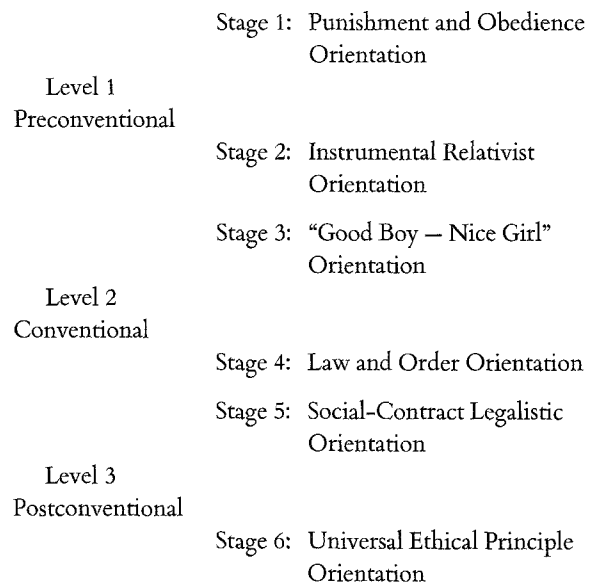 Stage 1: Punishment and Obedience
Orientation
Level 1
Preconventional
Stage 2: Instrumental Relativist
Orientation
Stage 3: “Good Boy — Nice Girl”
Orientation
Level 2
Conventional
Stage 4: Law and Order Orientation
Stage 5: Social-Contract Legalistic
Orientation
Level 3
Postconventional
Stage 6: Universal Ethical Principle
Orientation